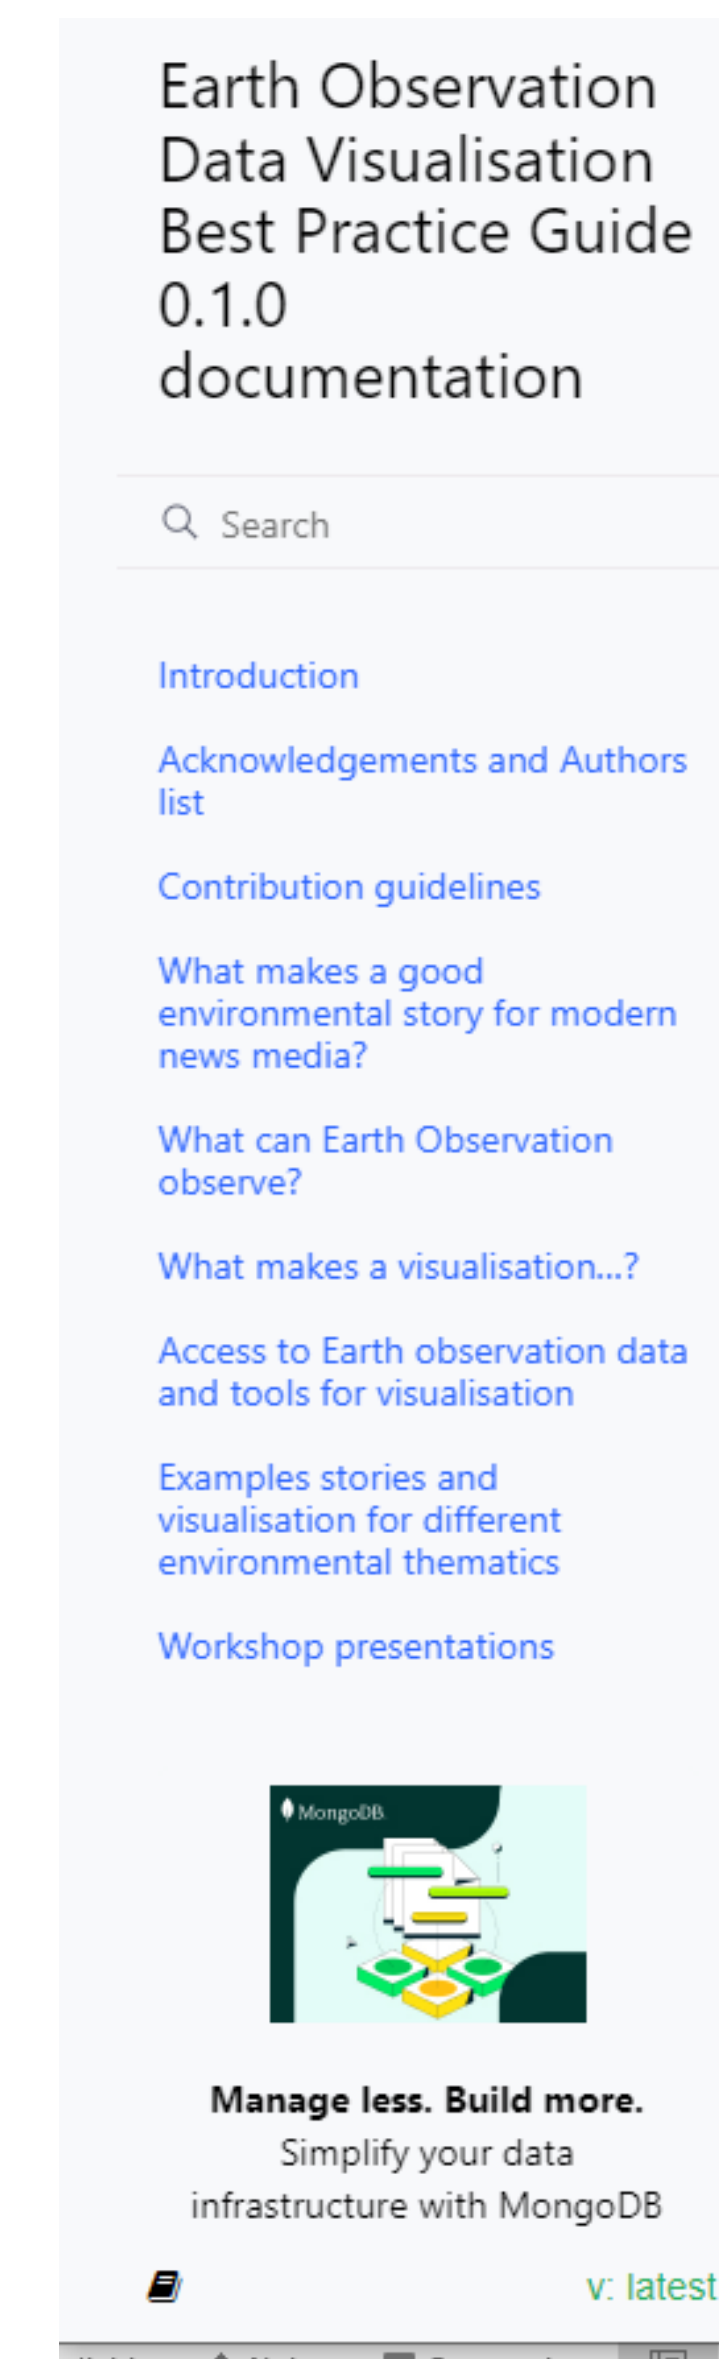 Earth Observation
Data Visualisation
Best Practice Guide
0.1.0
documentation
Search
Introduction
Acknowledgements and Authors
list
Contribution guidelines
What makes a good
environmental story for modern
news media?
What can Earth Observation
observe?
What makes a visualisation...?
Access to Earth observation data
and tools for visualisation
Examples stories and
visualisation for different
environmental thematics
Workshop presentations
MongoDB.
Manage less. Build more.
Simplify your data
infrastructure with MongoDB
v: latest